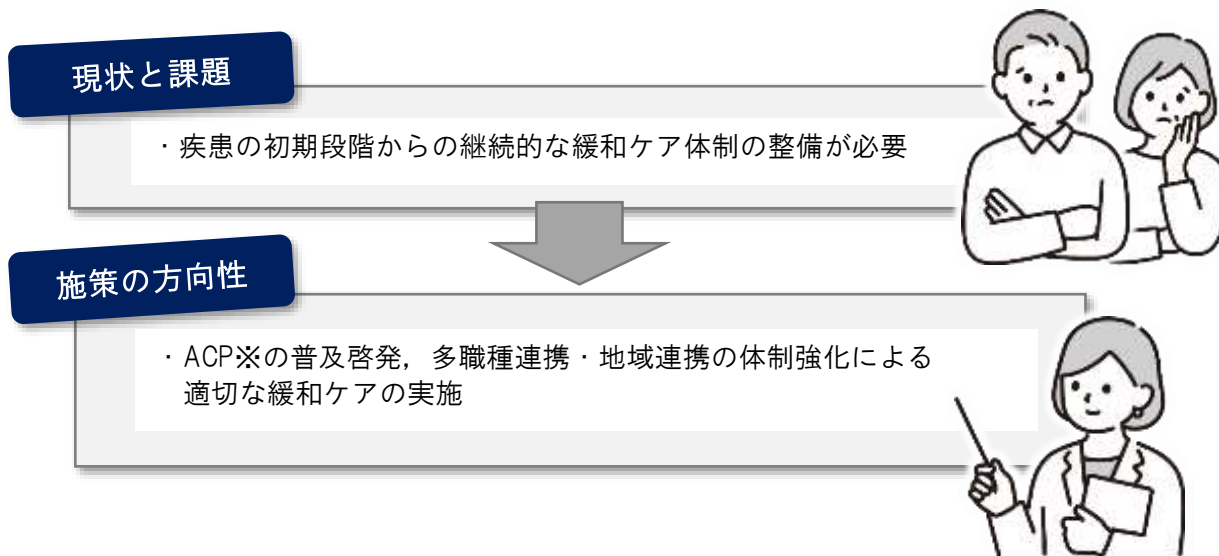 現状と課題
・疾患の初期段階からの継続的な緩和ケア体制の整備が必要
施策の方向性
・ACP※の普及啓発，多職種連携・地域連携の体制強化による
適切な緩和ケアの実施